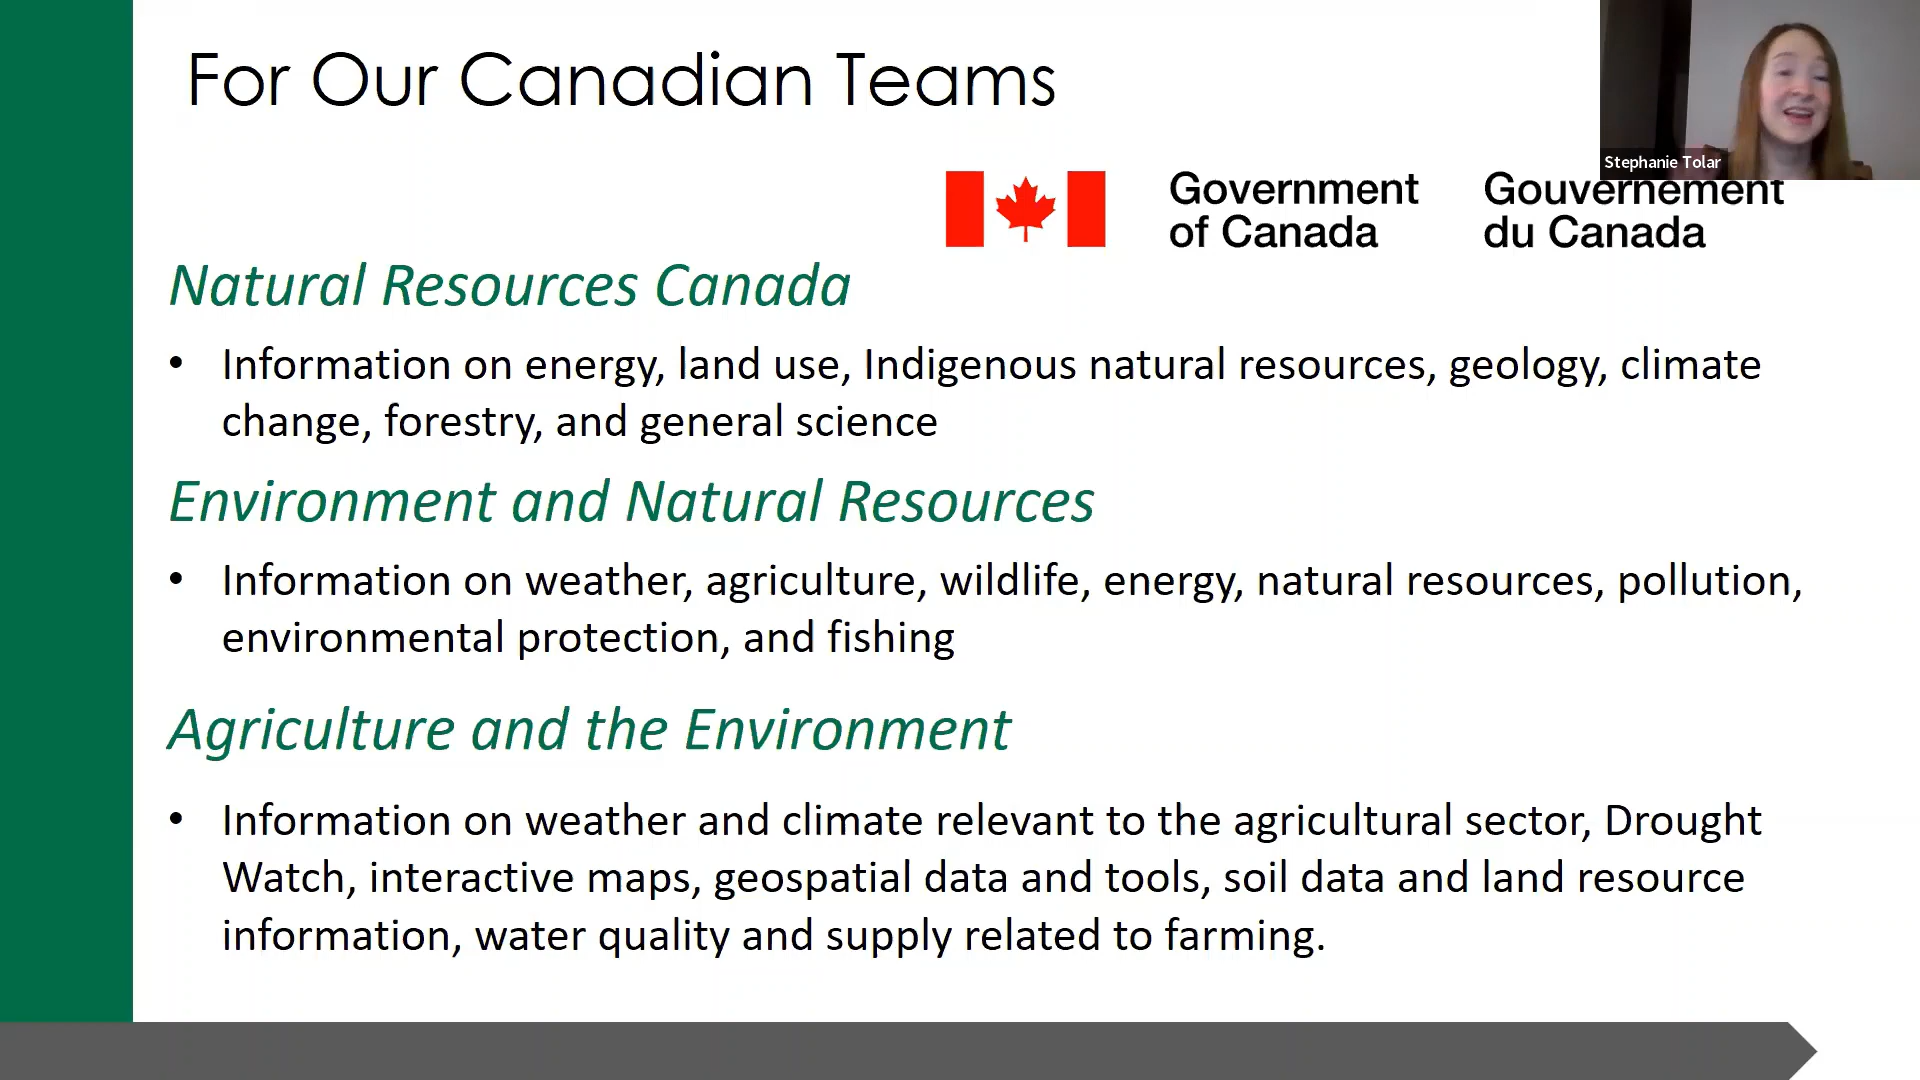 For Our Canadian Teams
Stephanie Tolar
Government
of Canada
Gouvernement
du Canada
Natural Resources Canada
• Information on energy, land use, Indigenous natural resources, geology, climate
change, forestry, and general science
Environment and Natural Resources
• Information on weather, agriculture, wildlife, energy, natural resources, pollution,
environmental protection, and fishing
Agriculture and the Environment
• Information on weather and climate relevant to the agricultural sector, Drought
Watch, interactive maps, geospatial data and tools, soil data and land resource
information, water quality and supply related to farming.